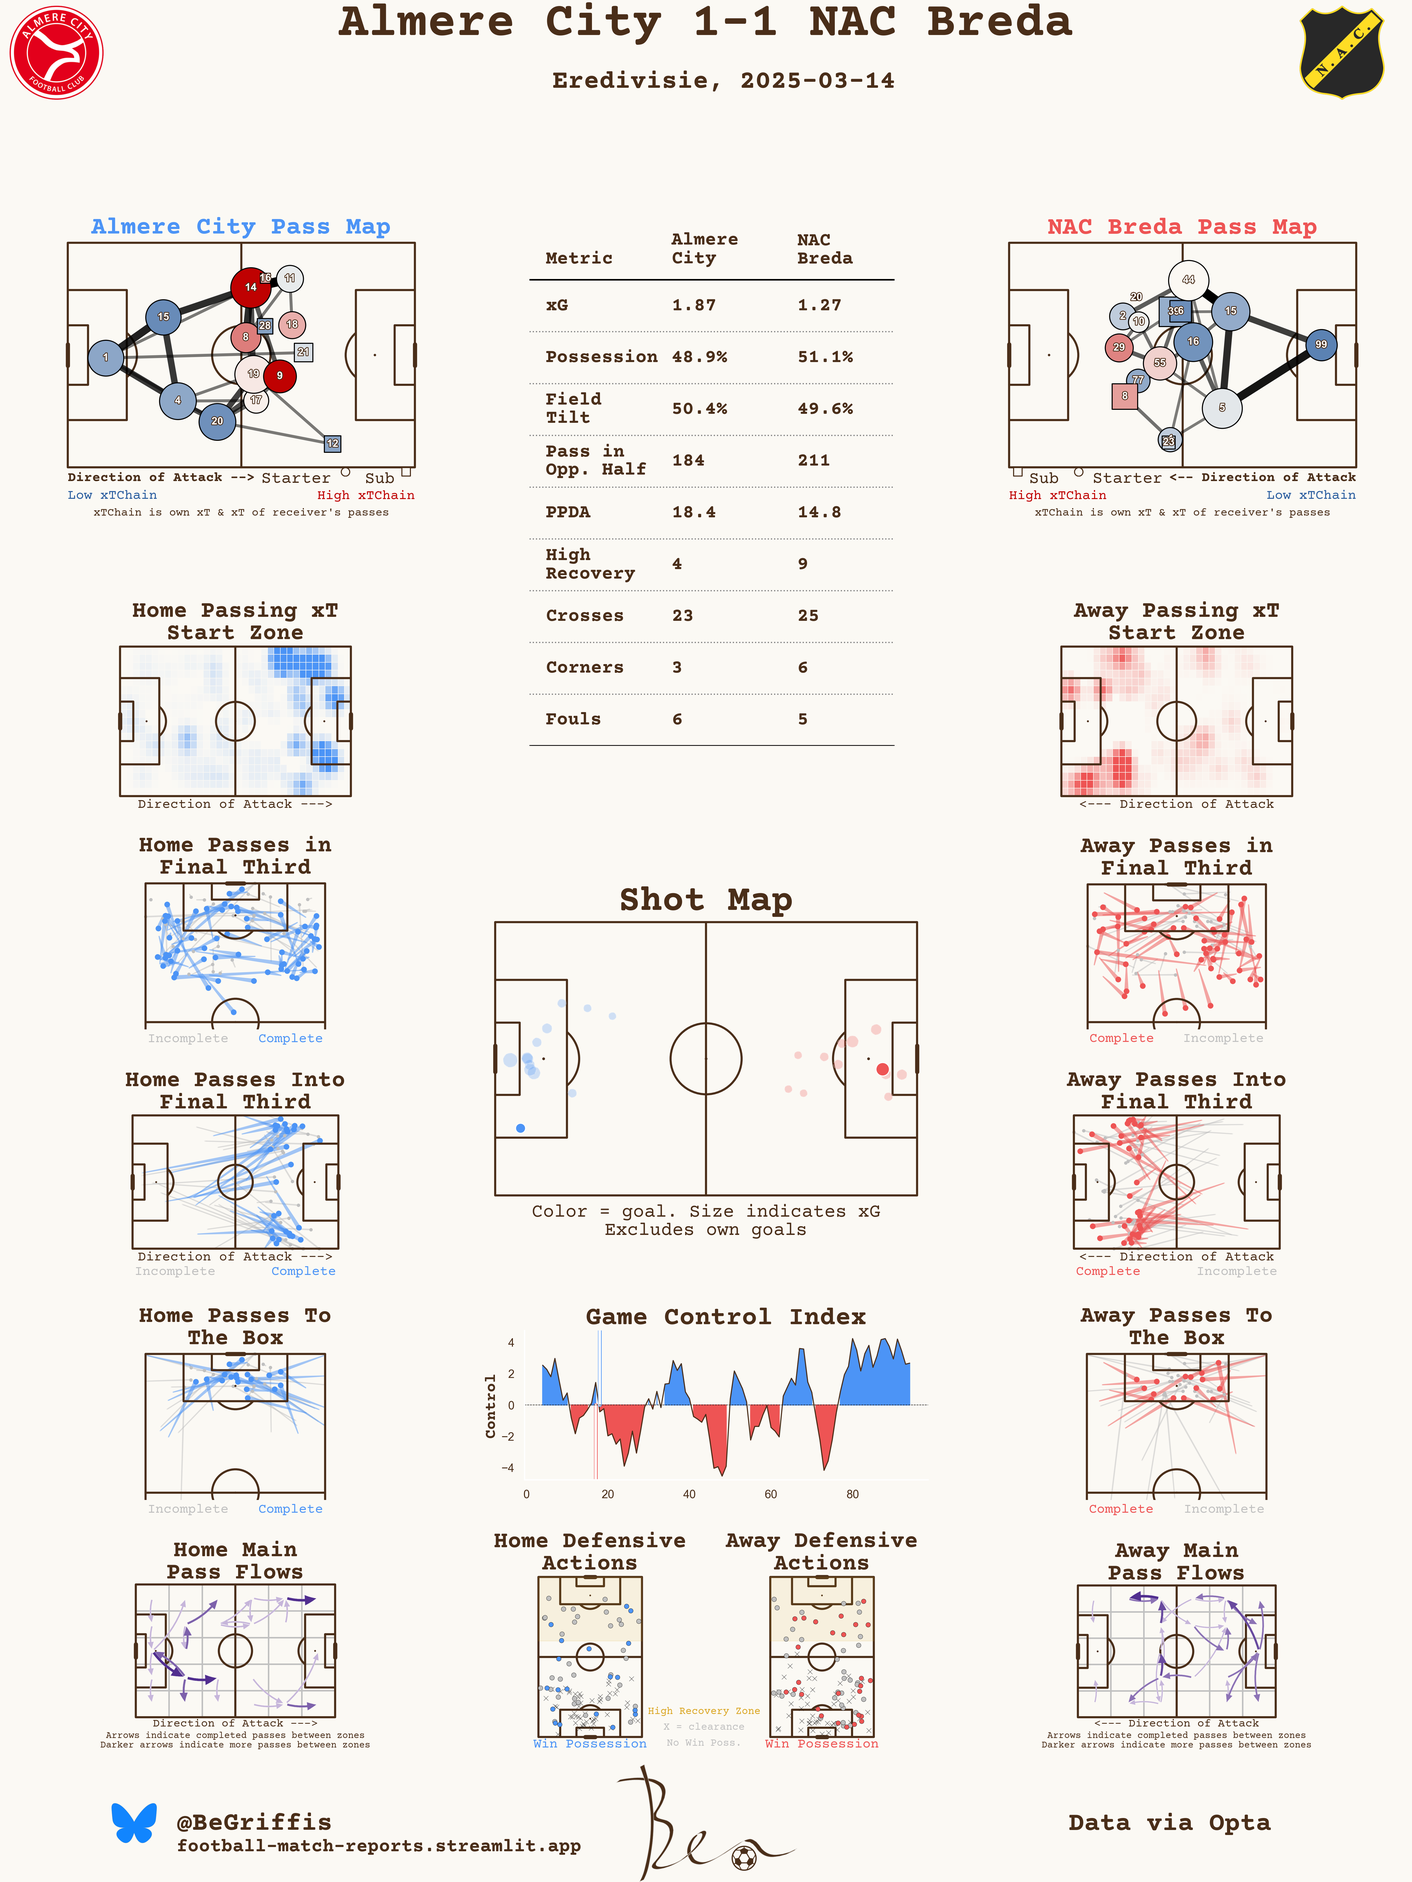 Almere City 1-1 NAC Breda
Eredivisie, 2025-03-14
ALMERE CITY
FOOTBALL CLUB
N.A.C.
Almere City Pass Map
1
15
4
20
14
16
11
8
28
18
21
19
9
17
12
Direction of Attack --> Starter Sub
Low xTChain High xTChain
xTChain is own xT & xT of receiver's passes
Metric Almere City NAC Breda
xG 1.87 1.27
Possession 48.9% 51.1%
Field Tilt 50.4% 49.6%
Pass in Opp. Half 184 211
PPDA 18.4 14.8
High Recovery 4 9
Crosses 23 25
Corners 3 6
Fouls 6 5
NAC Breda Pass Map
44
20
2
10
39
6
15
29
16
99
55
77
8
5
23
Sub Starter <-- Direction of Attack
High xTChain Low xTChain
xTChain is own xT & xT of receiver's passes
Home Passing xT
Start Zone
Direction of Attack --->
Away Passing xT
Start Zone
<--- Direction of Attack
Home Passes in
Final Third
Incomplete Complete
Away Passes in
Final Third
Complete Incomplete
Shot Map
Color = goal. Size indicates xG
Excludes own goals
Home Passes Into
Final Third
Direction of Attack --->
Incomplete Complete
Away Passes Into
Final Third
<--- Direction of Attack
Complete Incomplete
Home Passes To
The Box
Incomplete Complete
Game Control Index
Control
4
2
0
−2
−4
0 20 40 60 80
Away Passes To
The Box
Complete Incomplete
Home Main
Pass Flows
Direction of Attack --->
Arrows indicate completed passes between zones
Darker arrows indicate more passes between zones
Home Defensive
Actions
Win Possession
High Recovery Zone
X = clearance
No Win Poss.
Away Defensive
Actions
Win Possession
Away Main
Pass Flows
<--- Direction of Attack
Arrows indicate completed passes between zones
Darker arrows indicate more passes between zones
@BeGriffis
football-match-reports.streamlit.app
Ben
Data via Opta